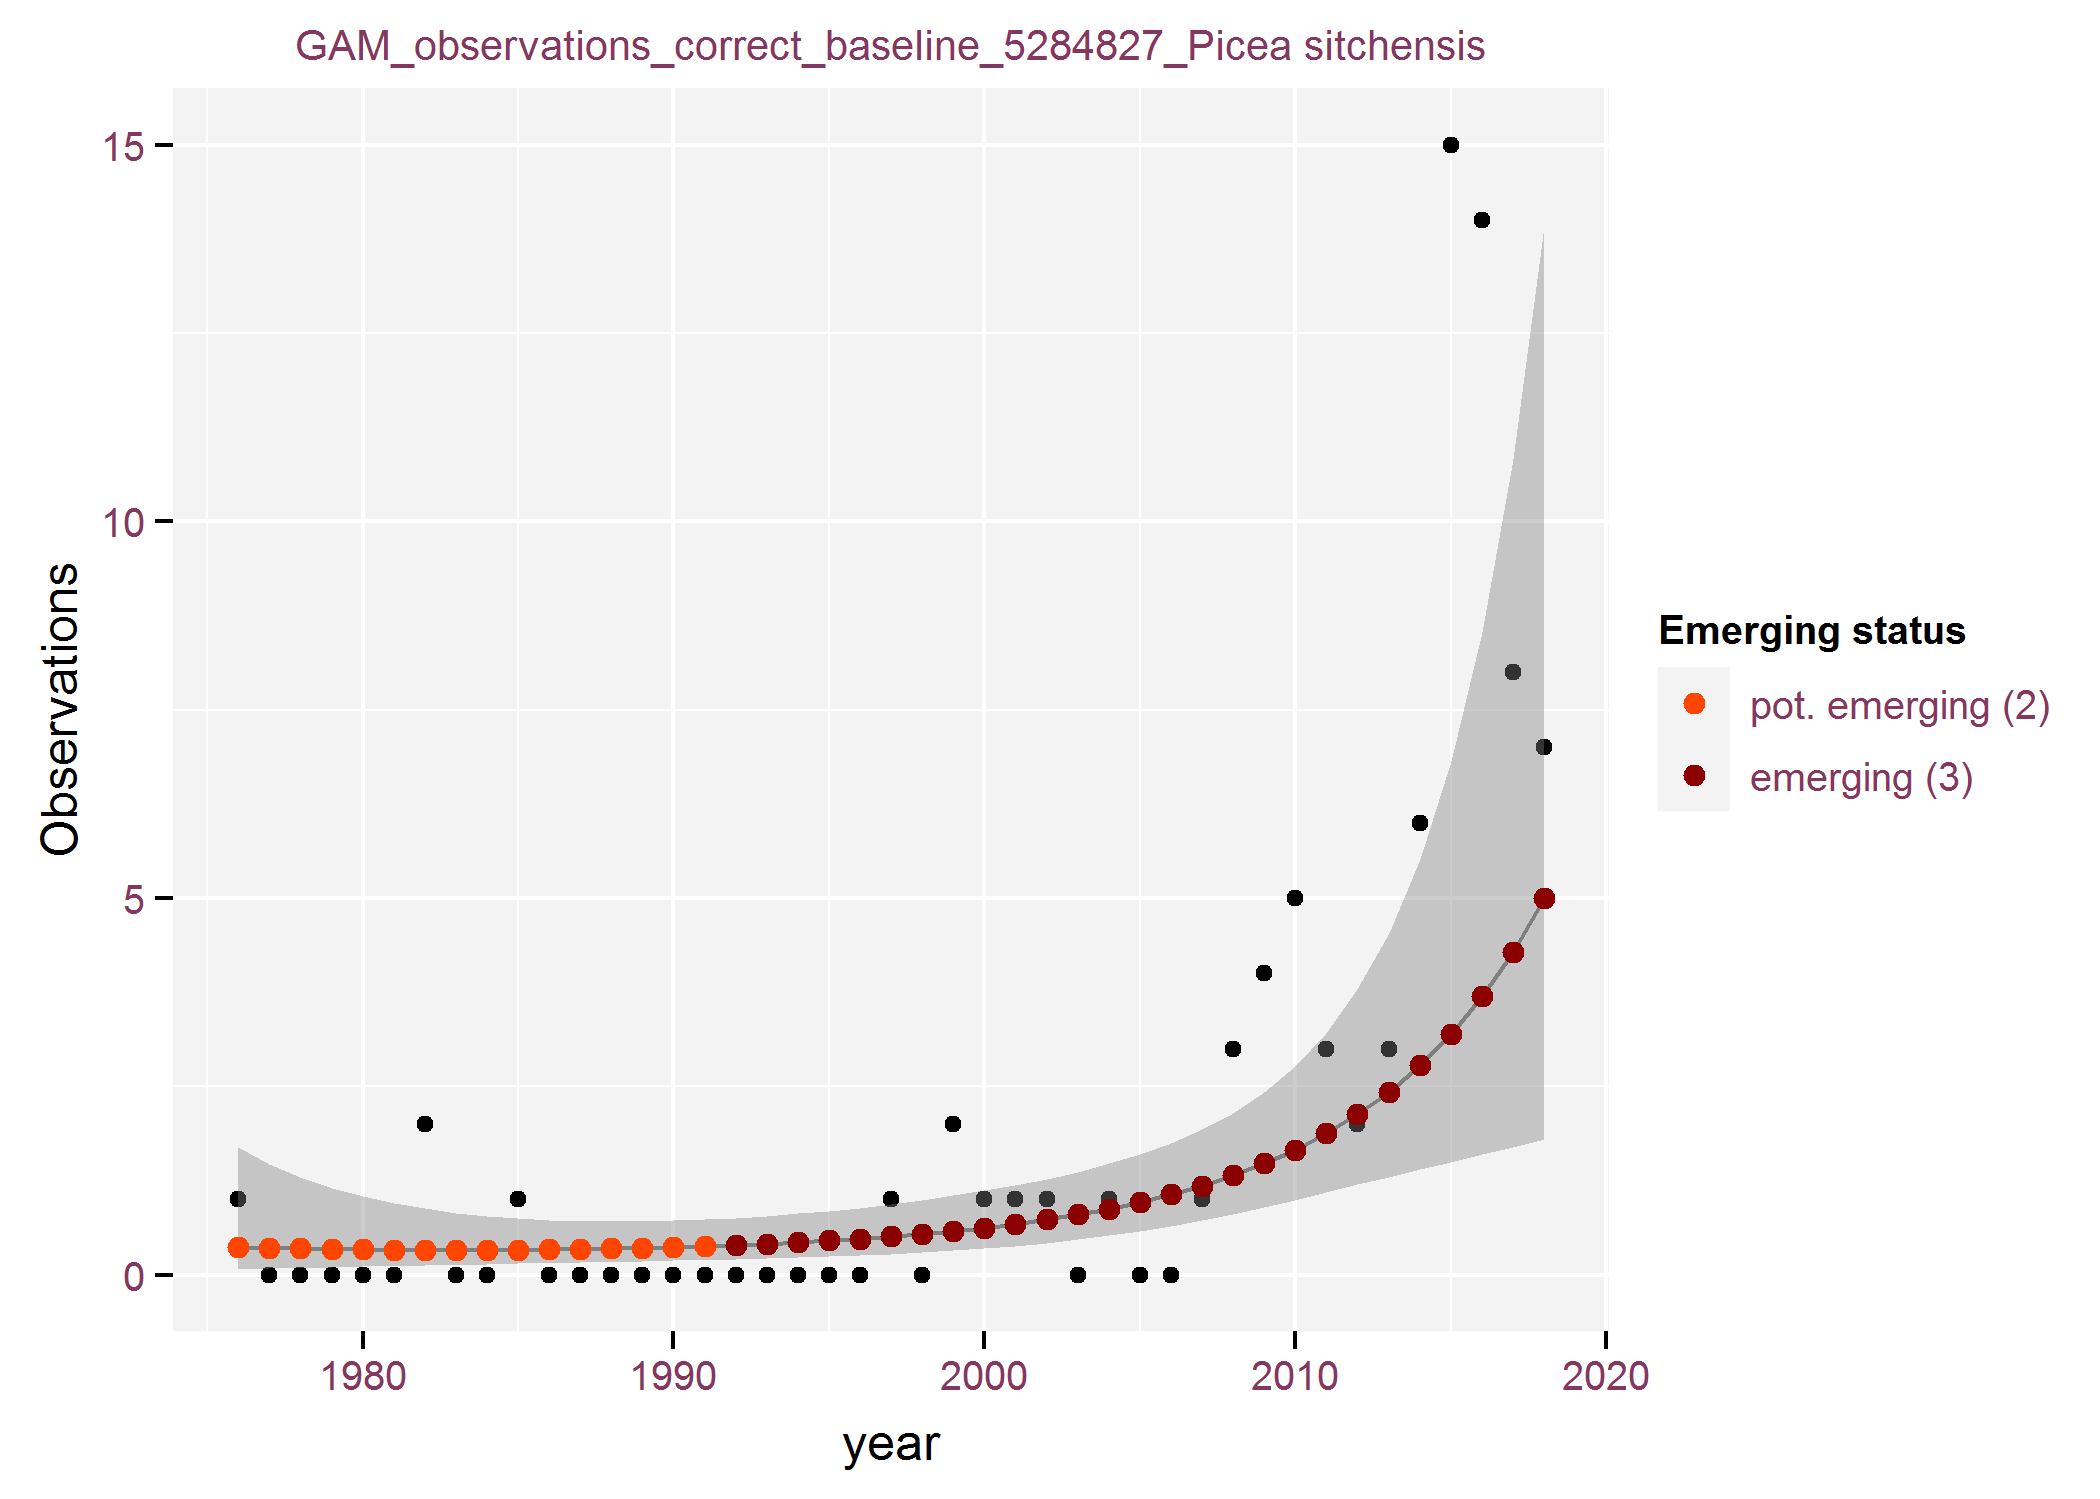 GAM_observations_correct_baseline_5284827_Picea sitchensis
15
10
5
0
Observations
1980 1990 2000 2010 2020
year
Emerging status
pot. emerging (2)
emerging (3)